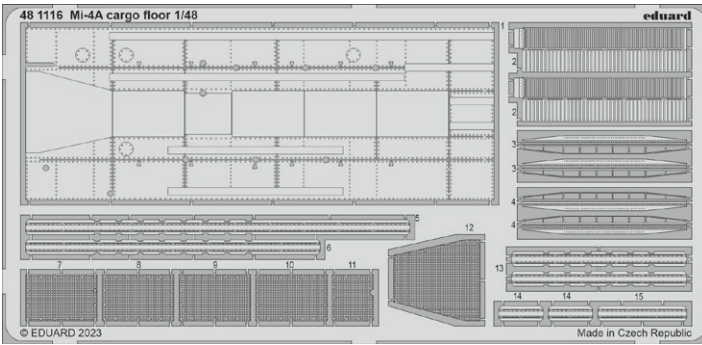 48 1116 Mi-4A cargo floor 1/48
eduard
1
2
2
3
3
4
4
5
6
12
13
7 8 9 10 11
14 14 15
© EDUARD 2023
Made in Czech Republic